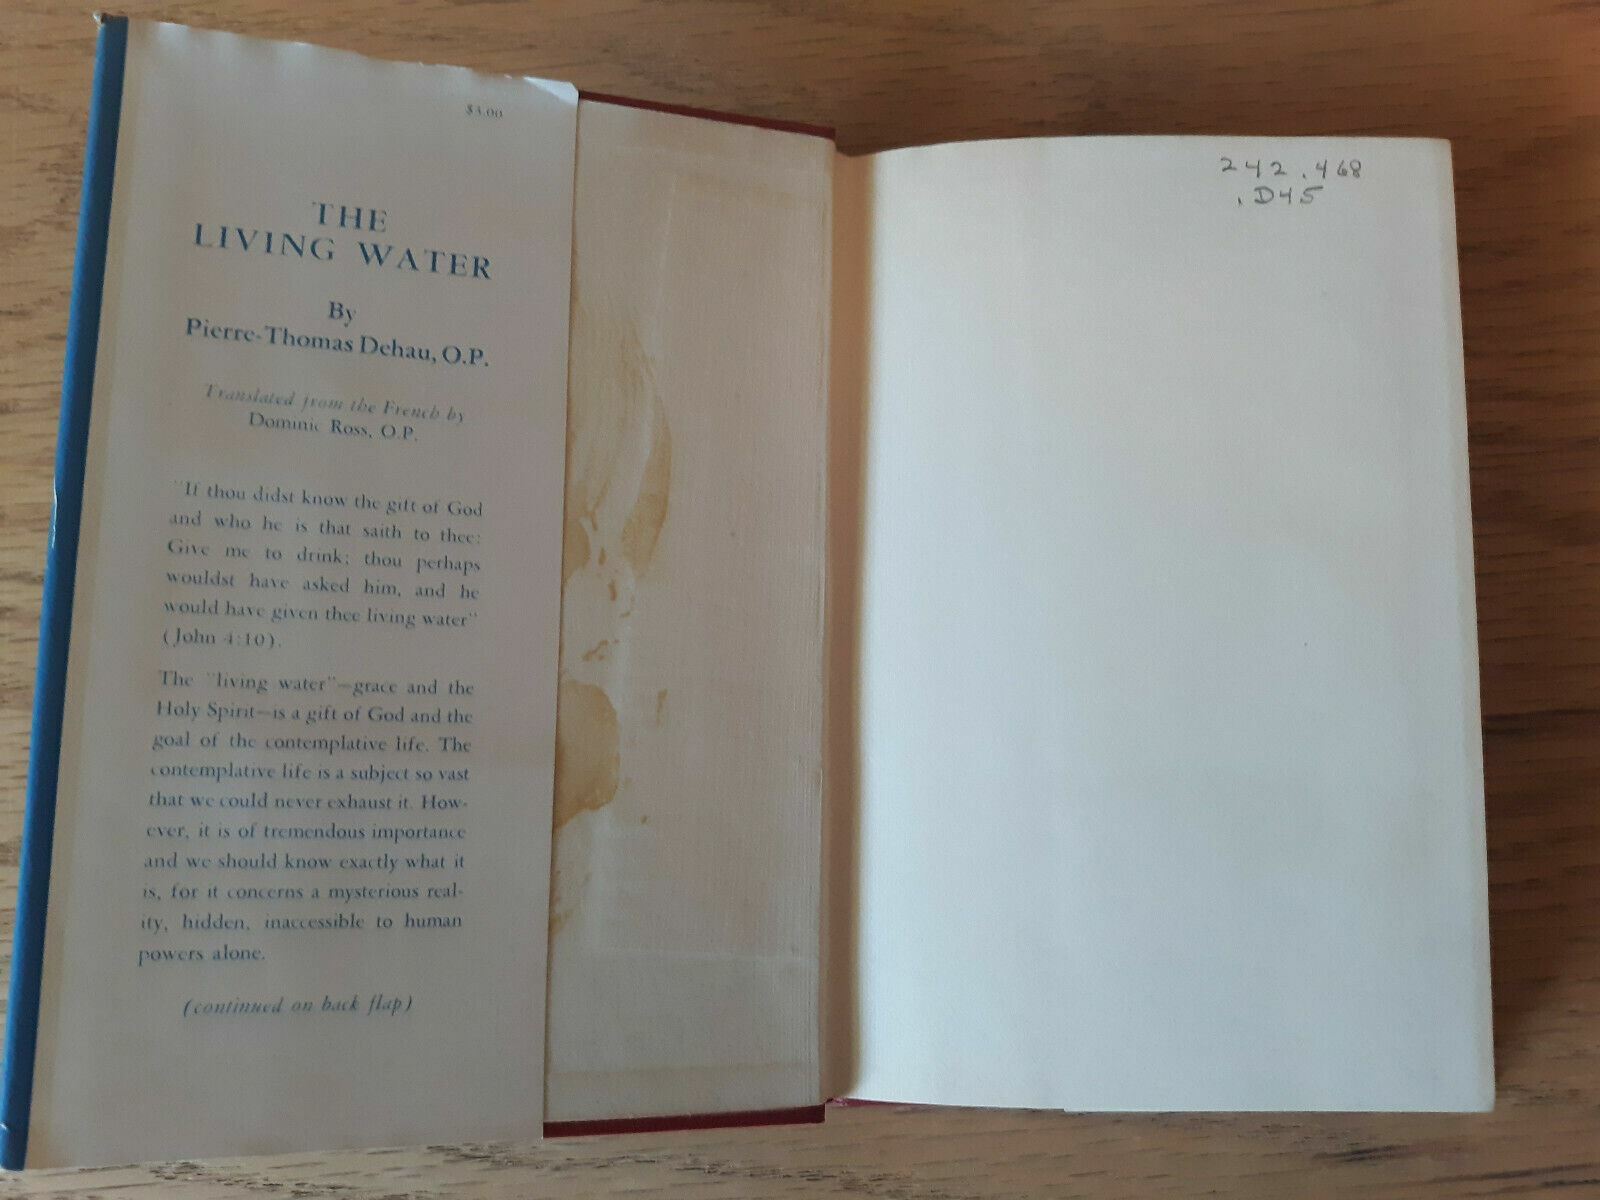 $3.00
THE
LIVING WATER
By
Pierre-Thomas Dehau, O.P.
Translated from the French by
Dominic Ross, O.P.
"If thou didst know the gift of God
and who he is that saith to thee:
Give me to drink; thou perhaps
wouldst have asked him, and he
would have given thee living water"
(John 4:10).
The "living water"—grace and the
Holy Spirit—is a gift of God and the
goal of the contemplative life. The
contemplative life is a subject so vast
that we could never exhaust it. How-
ever, it is of tremendous importance
and we should know exactly what it
is, for it concerns a mysterious real-
ity, hidden, inaccessible to human
powers alone.
(continued on back flap)
242.468
.D45